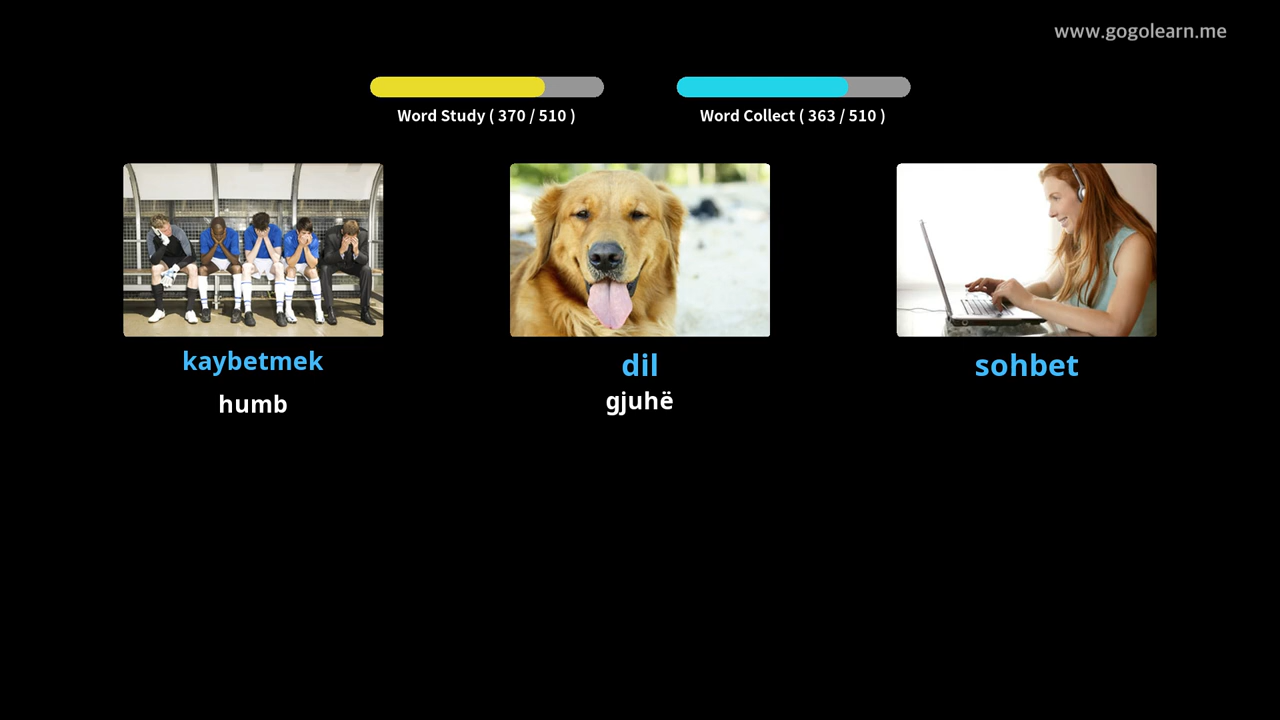 www.gogolearn.me
Word Study ( 370 / 510 )
Word Collect ( 363 / 510 )
kaybetmek
humb
dil
gjuhë
sohbet